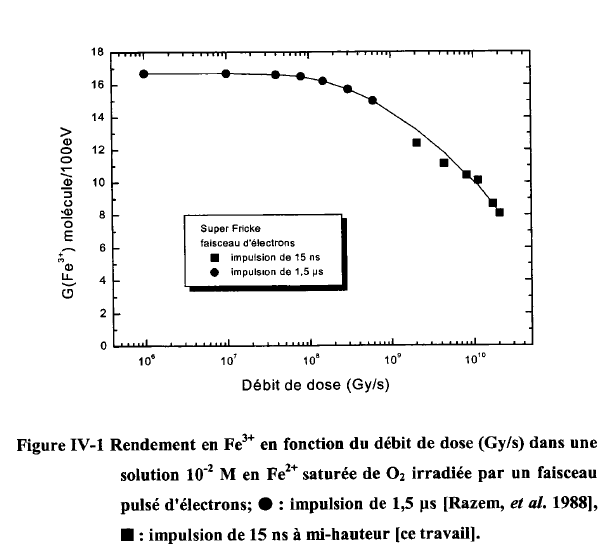 18
16
14
12
10
8
6
4
2
0
G(Fe³⁺) molécule/100eV
Super Fricke
faisceau d'électrons
■ impulsion de 15 ns
● impulsion de 1,5 µs
10⁶ 10⁷ 10⁸ 10⁹ 10¹⁰
Débit de dose (Gy/s)
Figure IV-1 Rendement en Fe³⁺ en fonction du débit de dose (Gy/s) dans une
solution 10⁻² M en Fe²⁺ saturée de O₂ irradiée par un faisceau
pulsé d'électrons; ● : impulsion de 1,5 µs [Razem, et al. 1988],
■ : impulsion de 15 ns à mi-hauteur [ce travail].